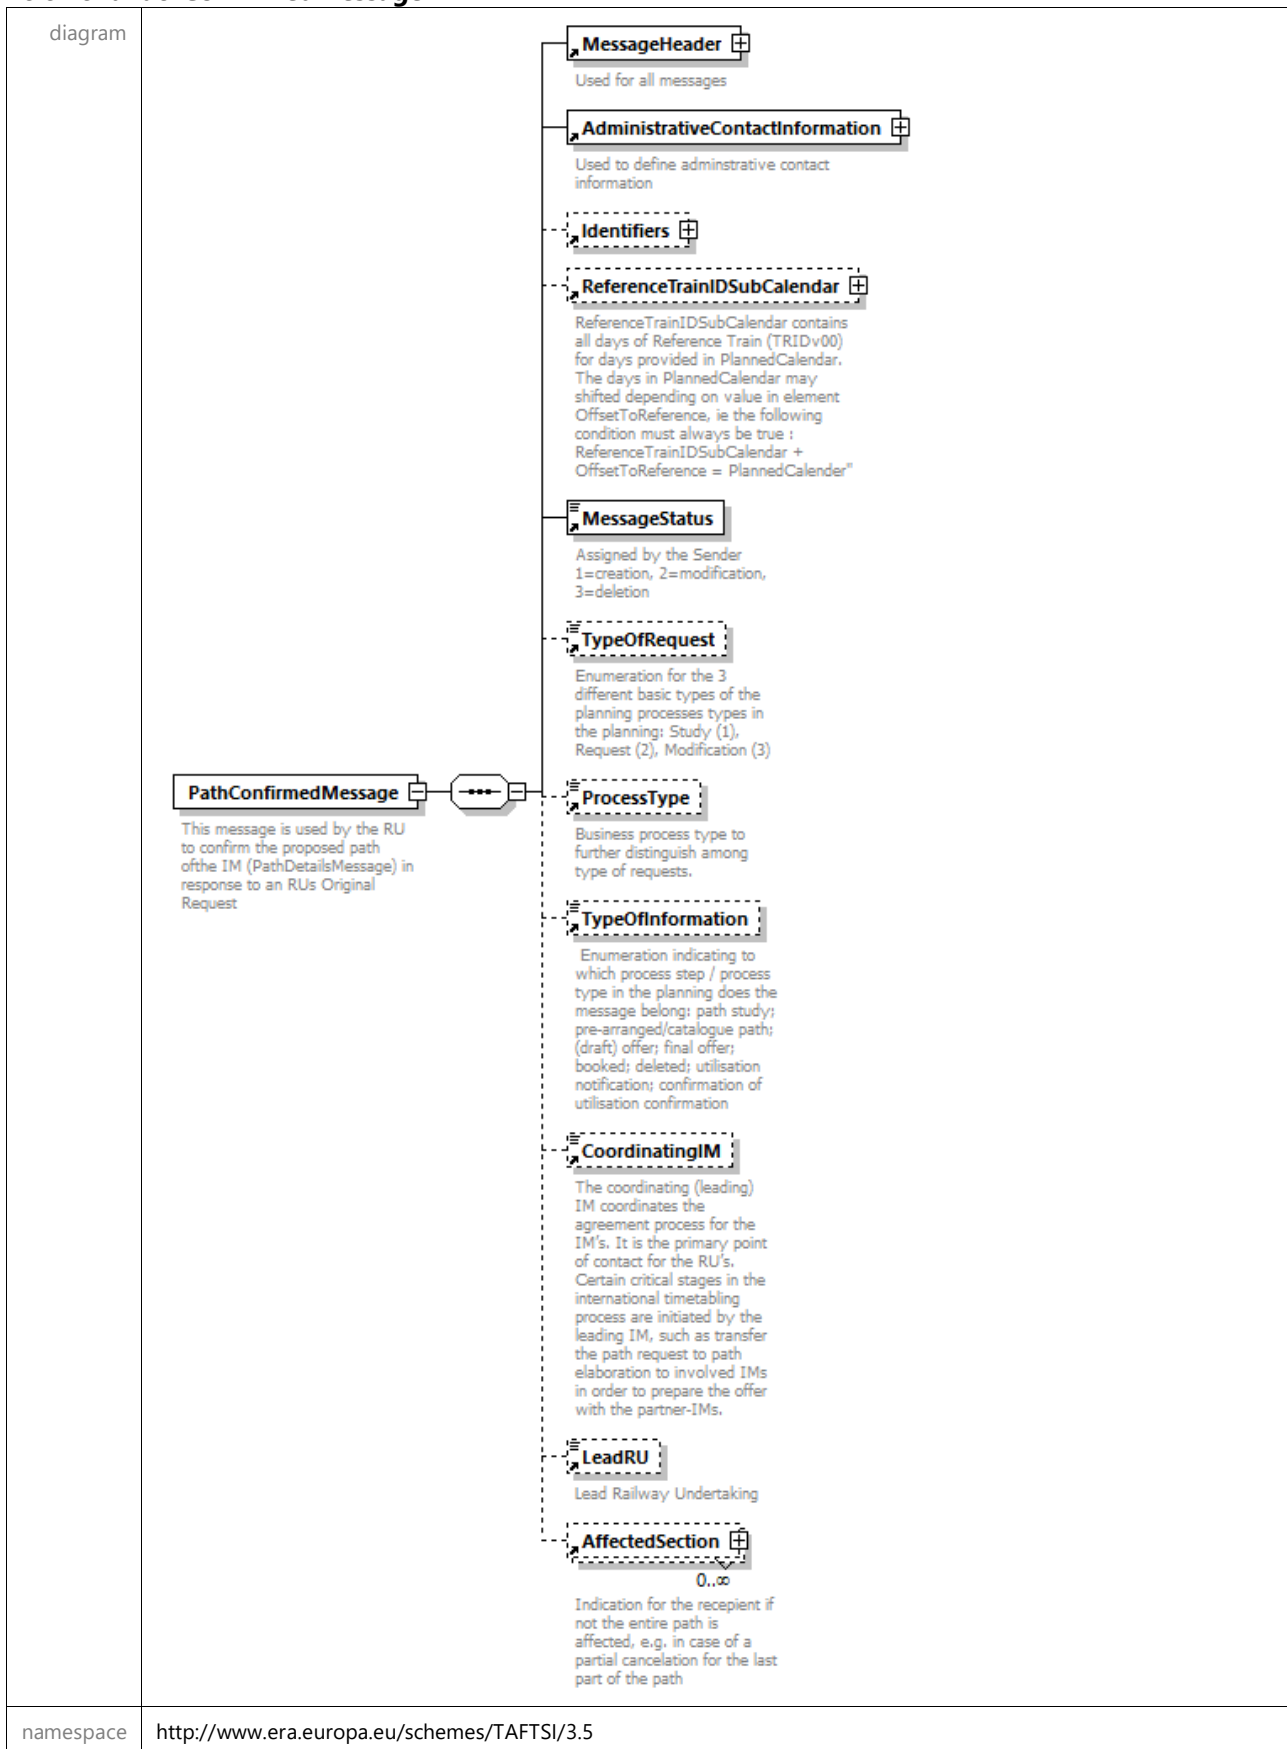 diagram
MessageHeader
Used for all messages
AdministrativeContactInformation
Used to define adminstrative contact
information
Identifiers
ReferenceTrainIDSubCalendar
ReferenceTrainIDSubCalendar contains
all days of Reference Train (TRIDv00)
for days provided in PlannedCalendar.
The days in PlannedCalendar may
shifted depending on value in element
OffsetToReference, ie the following
condition must always be true :
ReferenceTrainIDSubCalendar +
OffsetToReference = PlannedCalender"
MessageStatus
Assigned by the Sender
1=creation, 2=modification,
3=deletion
TypeOfRequest
Enumeration for the 3
different basic types of the
planning processes types in
the planning: Study (1),
Request (2), Modification (3)
PathConfirmedMessage
This message is used by the RU
to confirm the proposed path
ofthe IM (PathDetailsMessage) in
response to an RUs Original
Request
ProcessType
Business process type to
further distinguish among
type of requests.
TypeOfInformation
Enumeration indicating to
which process step / process
type in the planning does the
message belong: path study;
pre-arranged/catalogue path;
(draft) offer; final offer;
booked; deleted; utilisation
notification; confirmation of
utilisation confirmation
CoordinatingIM
The coordinating (leading)
IM coordinates the
agreement process for the
IM's. It is the primary point
of contact for the RU's.
Certain critical stages in the
international timetabling
process are initiated by the
leading IM, such as transfer
the path request to path
elaboration to involved IMs
in order to prepare the offer
with the partner-IMs.
LeadRU
Lead Railway Undertaking
AffectedSection
0..∞
Indication for the recepient if
not the entire path is
affected, e.g. in case of a
partial cancelation for the last
part of the path
namespace
http://www.era.europa.eu/schemes/TAFTSI/3.5